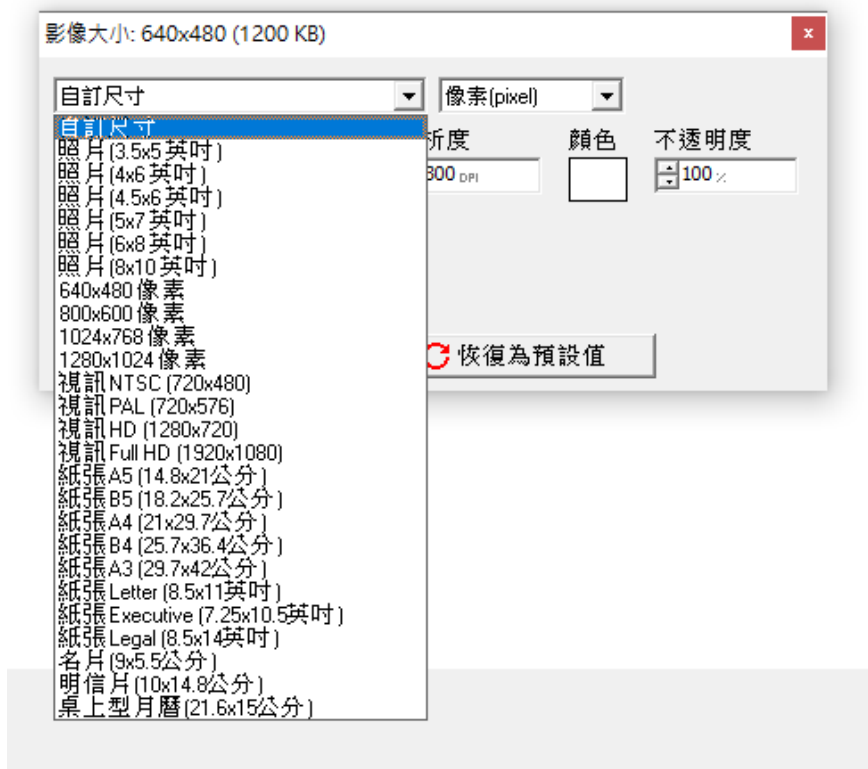 影像大小: 640x480 (1200 KB)
x
自訂尺寸
像素(pixel)
自訂尺寸
照片(3.5x5英吋)
照片(4x6英吋)
照片(4.5x6英吋)
照片(5x7英吋)
照片(6x8英吋)
照片(8x10英吋)
640x480像素
800x600像素
1024x768像素
1280x1024像素
視訊NTSC (720x480)
視訊PAL (720x576)
視訊HD (1280x720)
視訊Full HD (1920x1080)
紙張A5 (14.8x21公分)
紙張B5 (18.2x25.7公分)
紙張A4 (21x29.7公分)
紙張B4 (25.7x36.4公分)
紙張A3 (29.7x42公分)
紙張Letter (8.5x11英吋)
紙張Executive (7.25x10.5英吋)
紙張Legal (8.5x14英吋)
名片(9x5.5公分)
明信片(10x14.8公分)
桌上型月曆(21.6x15公分)
析度 顏色 不透明度
300 DPI 100 %
恢復為預設值